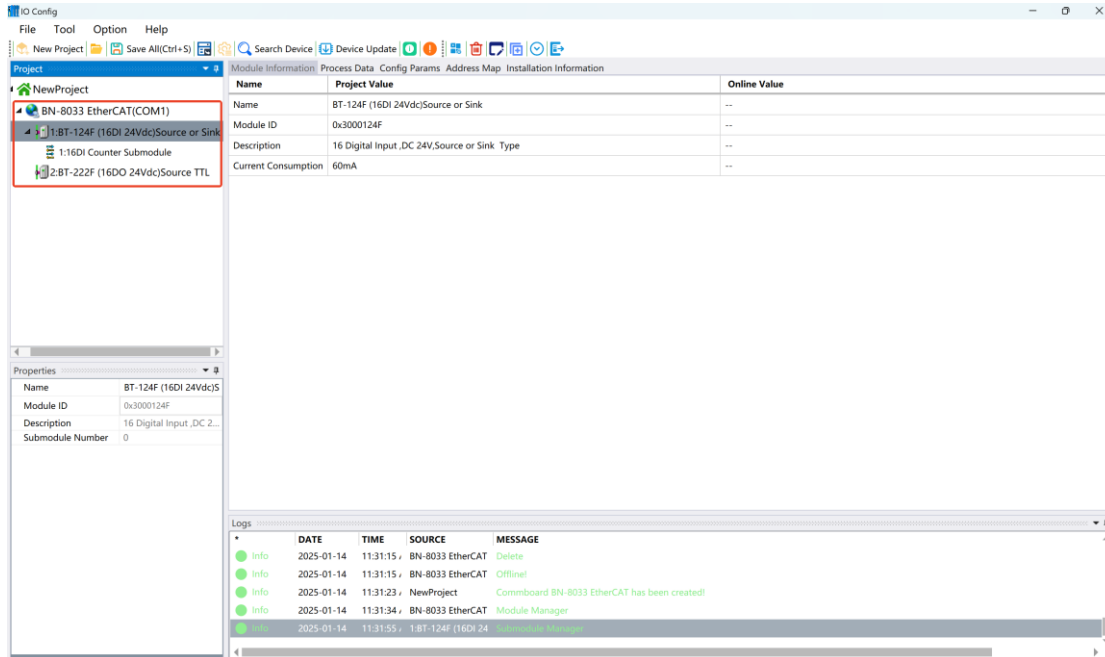 IO Config
File Tool Option Help
New Project Save All(Ctrl+S) Search Device Device Update
Project
NewProject
BN-8033 EtherCAT(COM1)
1:BT-124F (16DI 24Vdc)Source or Sink
1:16DI Counter Submodule
2:BT-222F (16DO 24Vdc)Source TTL
Module Information Process Data Config Params Address Map Installation Information
Name Project Value Online Value
Name BT-124F (16DI 24Vdc)Source or Sink --
Module ID 0x3000124F --
Description 16 Digital Input ,DC 24V,Source or Sink Type --
Current Consumption 60mA --
Properties
Name BT-124F (16DI 24Vdc)S
Module ID 0x3000124F
Description 16 Digital Input ,DC 2...
Submodule Number 0
Logs
* DATE TIME SOURCE MESSAGE
Info 2025-01-14 11:31:15 BN-8033 EtherCAT Delete
Info 2025-01-14 11:31:15 BN-8033 EtherCAT Offline!
Info 2025-01-14 11:31:23 NewProject Commboard BN-8033 EtherCAT has been created!
Info 2025-01-14 11:31:34 BN-8033 EtherCAT Module Manager
Info 2025-01-14 11:31:55 1:BT-124F (16DI 24 Submodule Manager